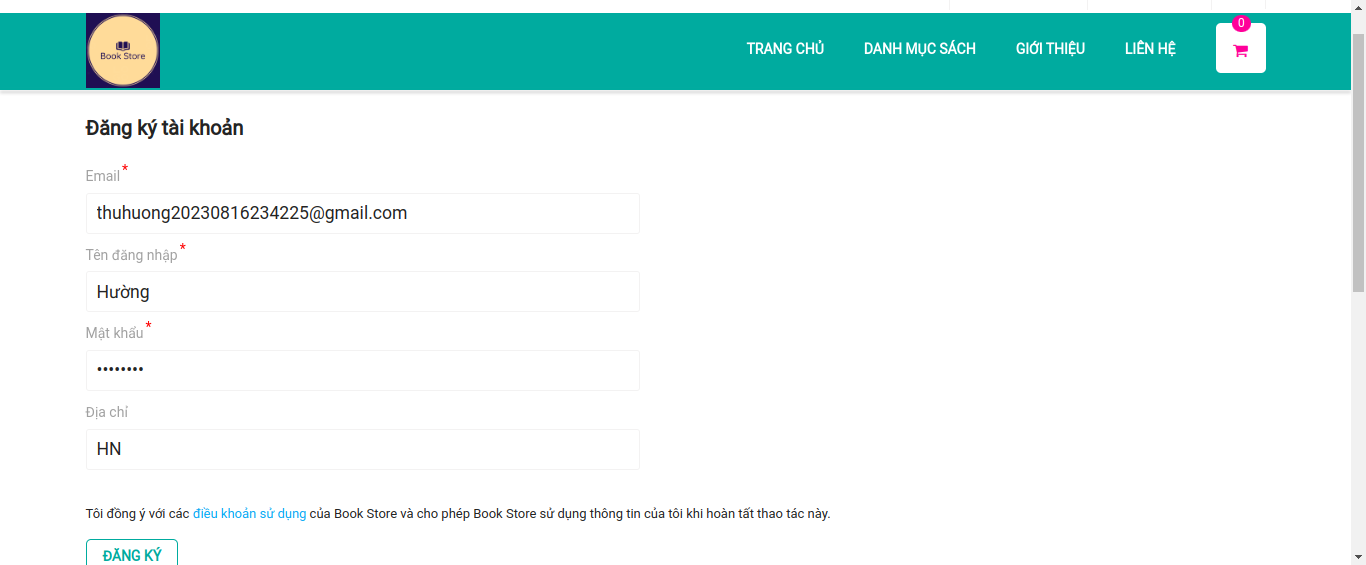 Book Store
TRANG CHỦ
DANH MỤC SÁCH
GIỚI THIỆU
LIÊN HỆ
0
Đăng ký tài khoản
Email *
thuhuong20230816234225@gmail.com
Tên đăng nhập *
Hường
Mật khẩu *
••••••••
Địa chỉ
HN
Tôi đồng ý với các điều khoản sử dụng của Book Store và cho phép Book Store sử dụng thông tin của tôi khi hoàn tất thao tác này.
ĐĂNG KÝ